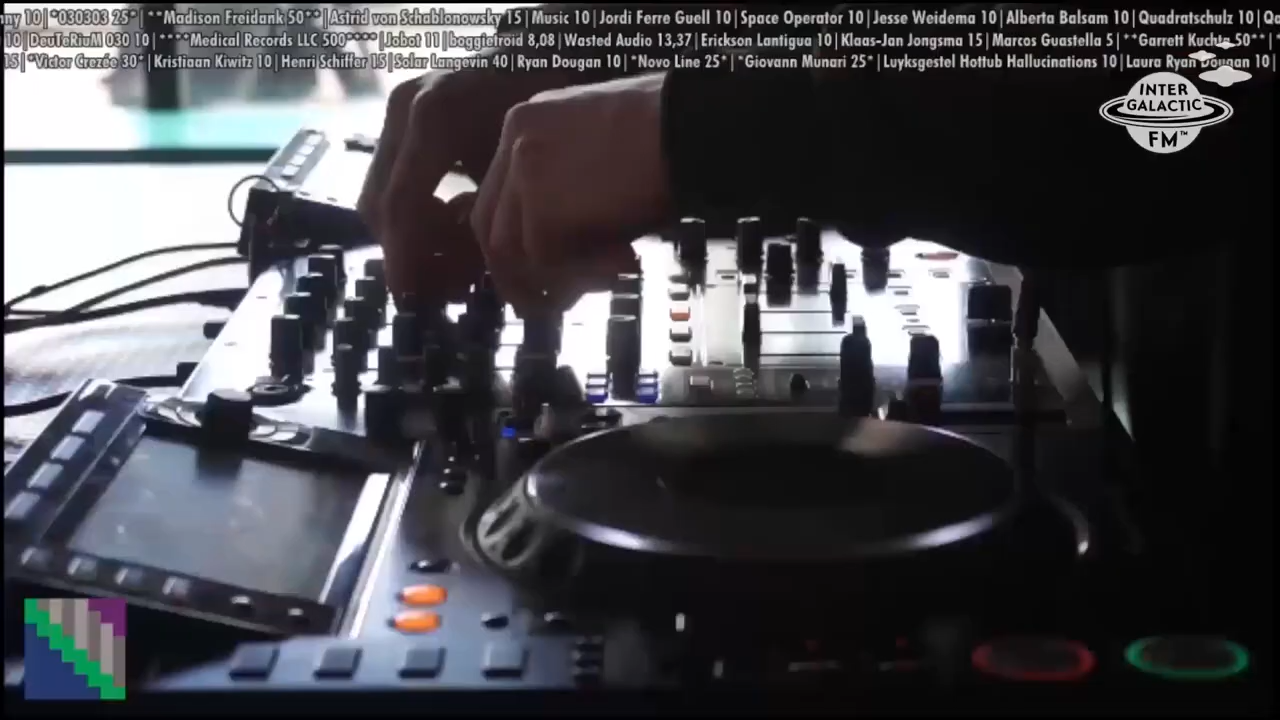 ny 10 | *030303 25* | **Madison Freidank 50** | Astrid von Schablonowsky 15 | Music 10 | Jordi Ferre Guell 10 | Space Operator 10 | Jesse Weidema 10 | Alberta Balsam 10 | Quadratschulz 10 |
10 | DeuTeRiuM 030 10 | ****Medical Records LLC 500**** | Jobot 11 | boggietroid 8,08 | Wasted Audio 13,37 | Erickson Lantigua 10 | Klaas-Jan Jongsma 15 | Marcos Guastella 5 | **Garrett Kuchta 50** |
15 | *Victor Crezée 30* | Kristiaan Kiwitz 10 | Henri Schiffer 15 | Solar Langevin 40 | Ryan Dougan 10 | *Novo Line 25* | *Giovann Munari 25* | Luyksgestel Hottub Hallucinations 10 | Laura Ryan Dougan 10 |
INTER
GALACTIC
FM™